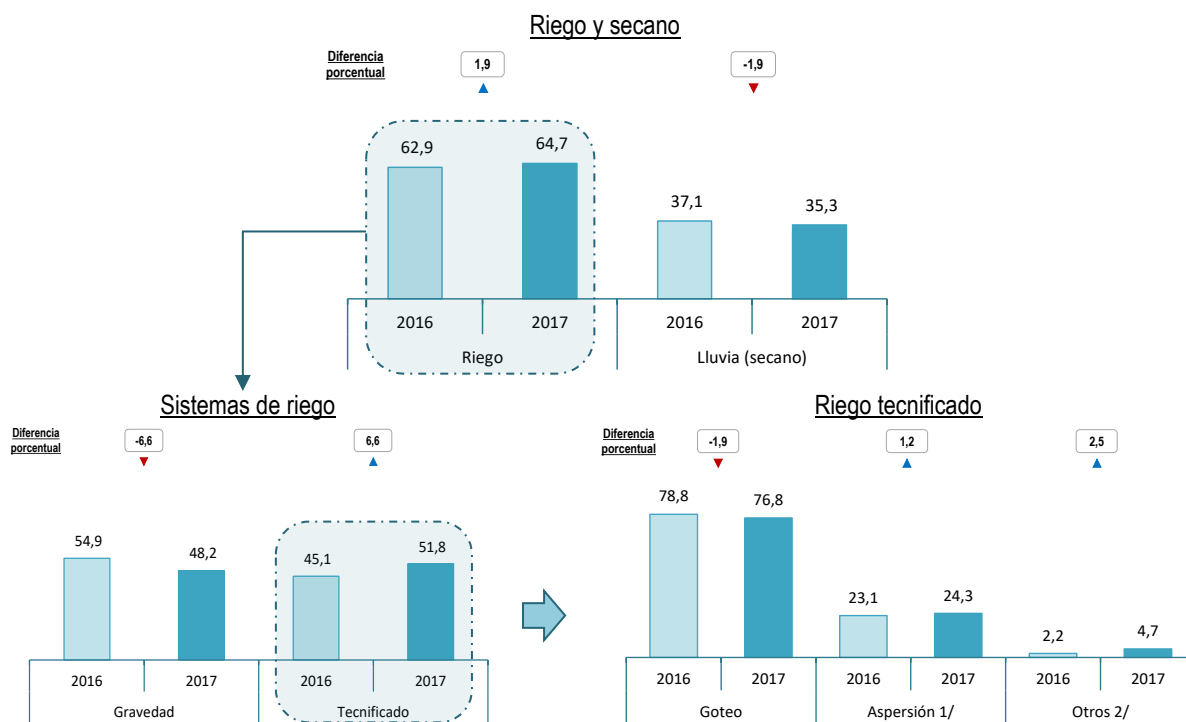 Riego y secano
Diferencia
porcentual
1,9
-1,9
62,9
64,7
37,1
35,3
2016
2017
2016
2017
Riego
Lluvia (secano)
Sistemas de riego
Diferencia
porcentual
-6,6
6,6
54,9
48,2
45,1
51,8
2016
2017
2016
2017
Gravedad
Tecnificado
Riego tecnificado
Diferencia
porcentual
-1,9
1,2
2,5
78,8
76,8
23,1
24,3
2,2
4,7
2016
2017
2016
2017
2016
2017
Goteo
Aspersión 1/
Otros 2/